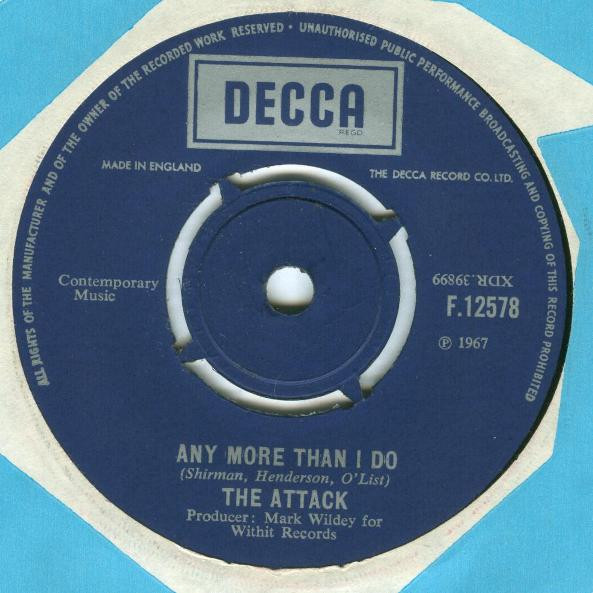 ALL RIGHTS OF THE MANUFACTURER AND OF THE OWNER OF THE RECORDED WORK RESERVED · UNAUTHORISED PUBLIC PERFORMANCE BROADCASTING AND COPYING OF THIS RECORD PROHIBITED
DECCA
REGD
MADE IN ENGLAND
THE DECCA RECORD CO. LTD.
Contemporary
Music
XDR.39899
F.12578
℗ 1967
ANY MORE THAN I DO
(Shirman, Henderson, O'List)
THE ATTACK
Producer: Mark Wildey for
Withit Records